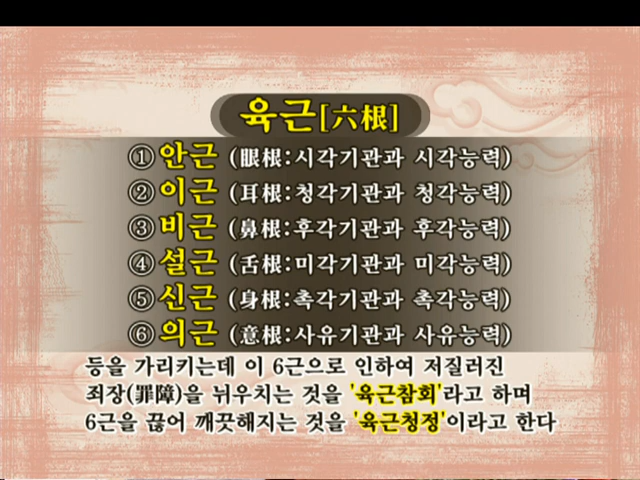 육근[六根]
① 안근 (眼根:시각기관과 시각능력)
② 이근 (耳根:청각기관과 청각능력)
③ 비근 (鼻根:후각기관과 후각능력)
④ 설근 (舌根:미각기관과 미각능력)
⑤ 신근 (身根:촉각기관과 촉각능력)
⑥ 의근 (意根:사유기관과 사유능력)
등을 가리키는데 이 6근으로 인하여 저질러진
죄장(罪障)을 뉘우치는 것을 '육근참회'라고 하며
6근을 끊어 깨끗해지는 것을 '육근청정'이라고 한다